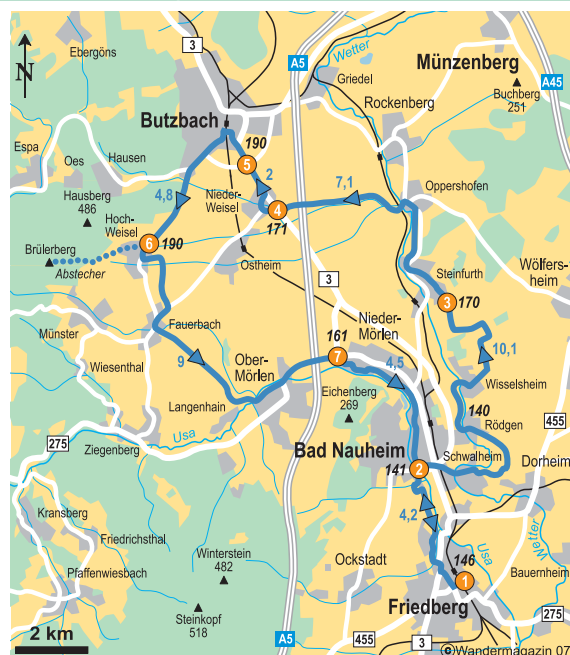 Ebergöns
3
A5
Wetter
Münzenberg
A45
Griedel
Buchberg
251
N
Rockenberg
Butzbach
190
Espa
Oes
Hausen
5
2
7,1
Oppershofen
4,8
Nieder-
Weisel
4
171
Hausberg
486
Hoch-
Weisel
6
190
Brülerberg
Abstecher
Ostheim
Steinfurth
Wölfers-
heim
3
3
170
Münster
Fauerbach
161
Nieder-
Mörlen
Wiesenthal
9
Ober-
Mörlen
7
4,5
10,1
Eichenberg
269
Wisselsheim
Langenhain
140
Rödgen
455
275
Ziegenberg
Usa
Bad Nauheim
Schwalheim
2
141
Dorheim
Kransberg
4,2
Friedrichsthal
Usa
Wetter
Winterstein
482
Ockstadt
146
Pfaffenwiesbach
1
Bauernheim
Steinkopf
518
Friedberg
275
2 km
A5
455
3
©Wandermagazin 07